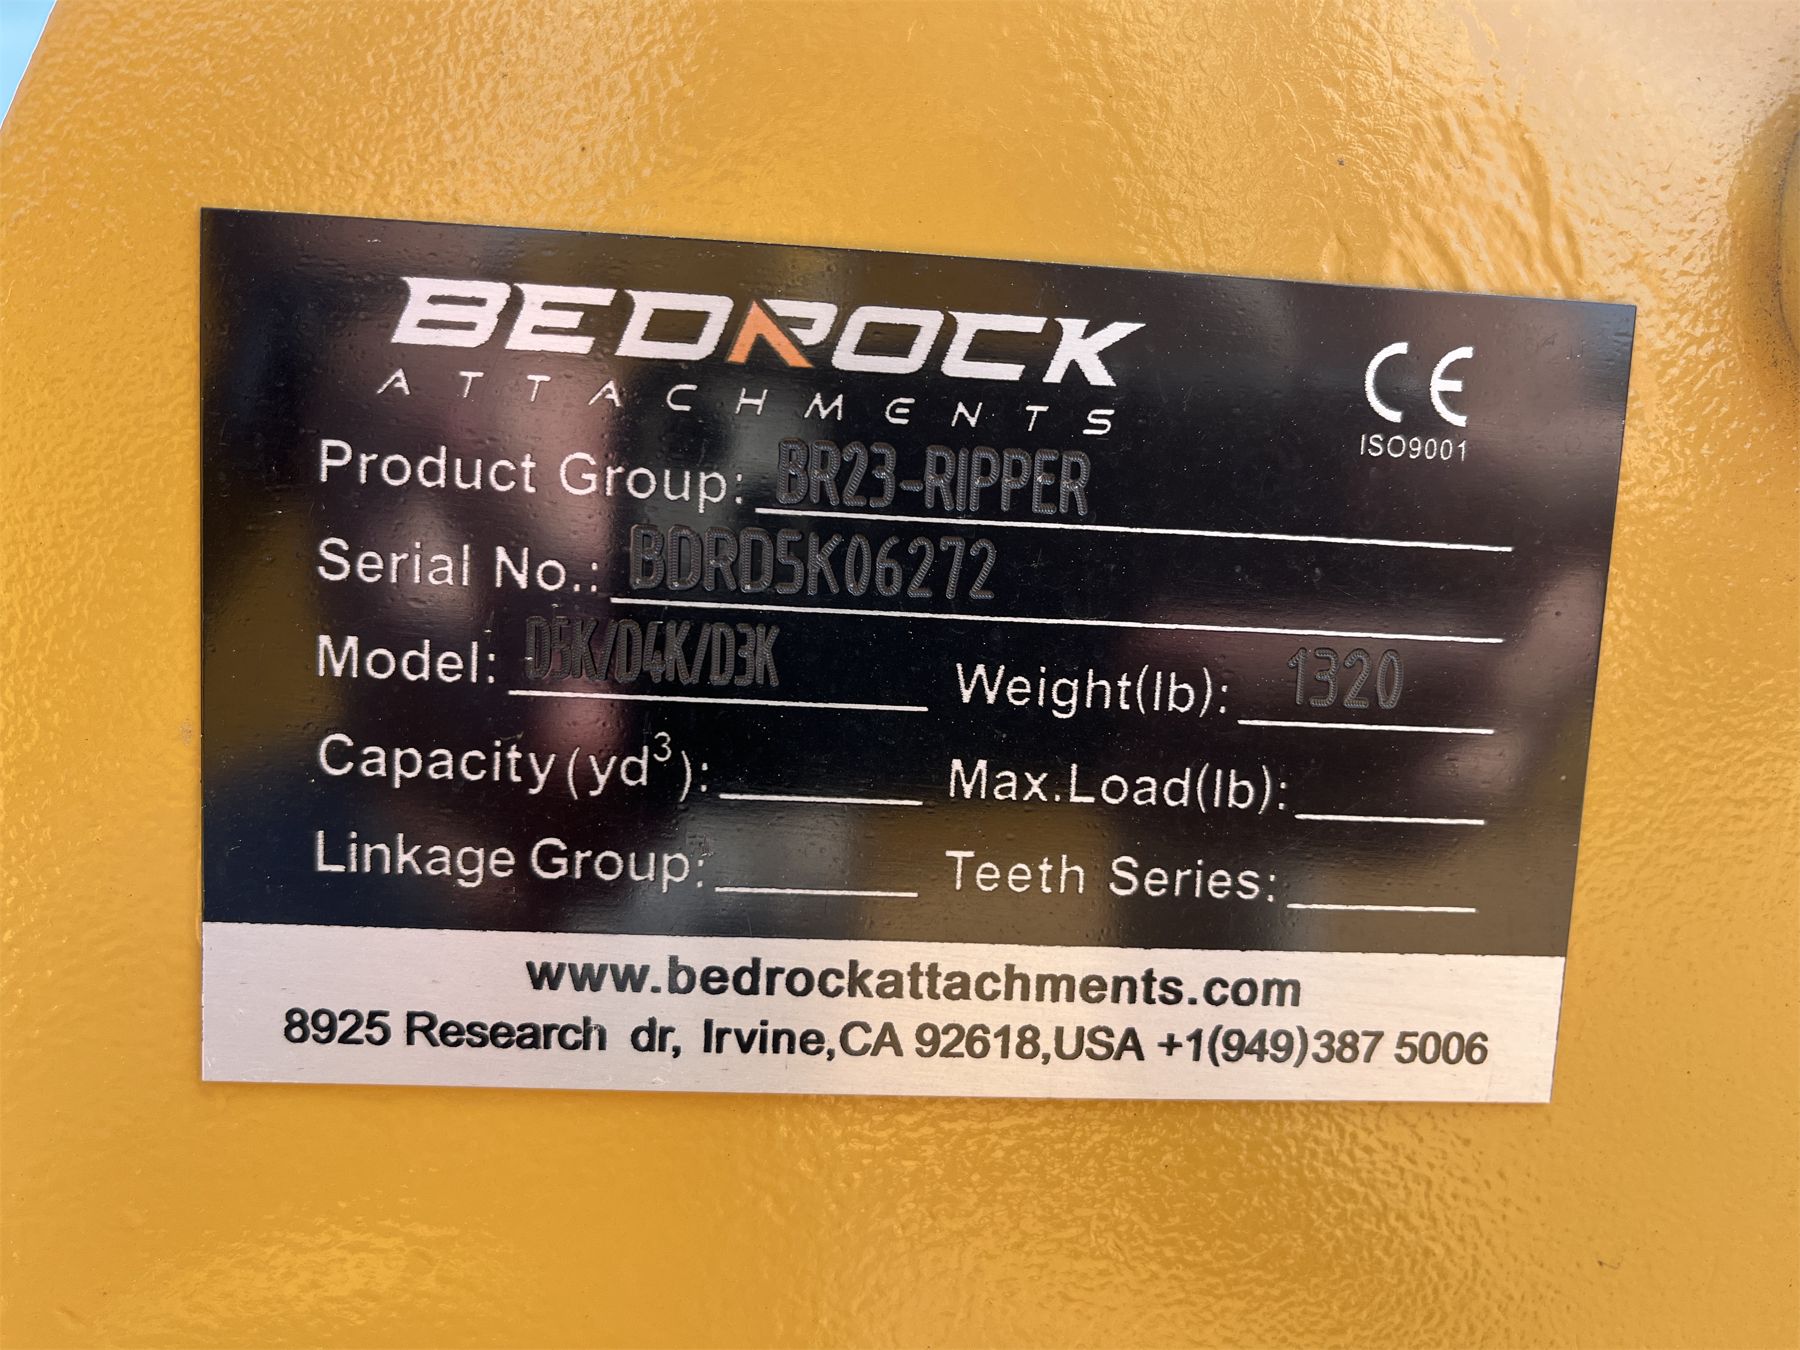 BEDROCK
ATTACHMENTS
CE
ISO9001
Product Group: BR23-RIPPER
Serial No.: BDRD5K06272
Model: D5K/D4K/D3K Weight(lb): 1320
Capacity(yd³): Max.Load(lb):
Linkage Group: Teeth Series:
www.bedrockattachments.com
8925 Research dr, Irvine,CA 92618,USA +1(949)387 5006